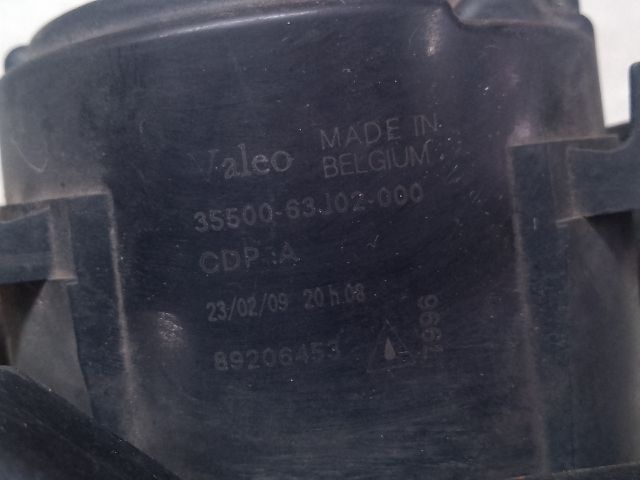 Valeo MADE IN
BELGIUM
35500-63J02-000
CDP :A
23/02/09 20 h.08
89206453